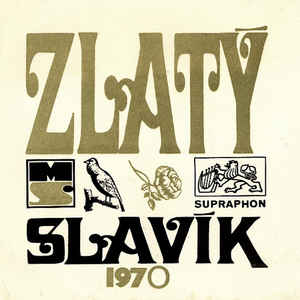 ZLATÝ
M
SUPRAPHON
SLAVÍK
1970